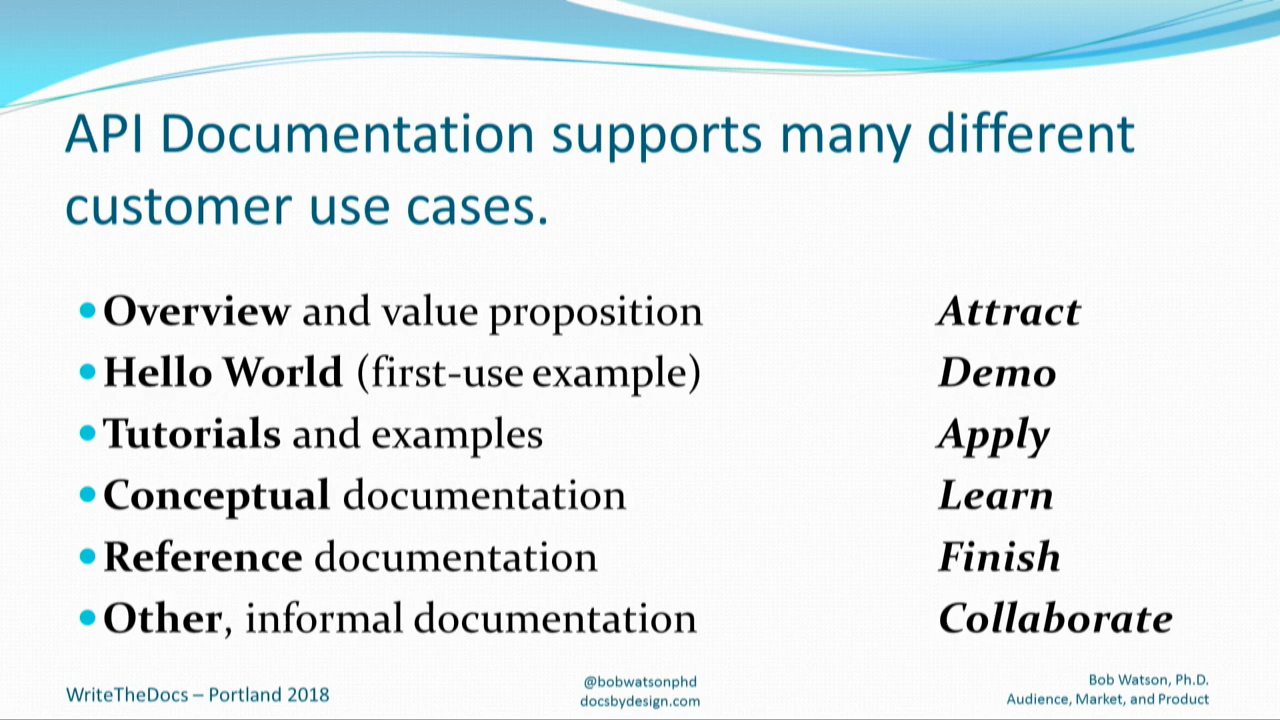 API Documentation supports many different
customer use cases.
• Overview and value proposition Attract
• Hello World (first-use example) Demo
• Tutorials and examples Apply
• Conceptual documentation Learn
• Reference documentation Finish
• Other, informal documentation Collaborate
WriteTheDocs – Portland 2018
@bobwatsonphd
docsbydesign.com
Bob Watson, Ph.D.
Audience, Market, and Product